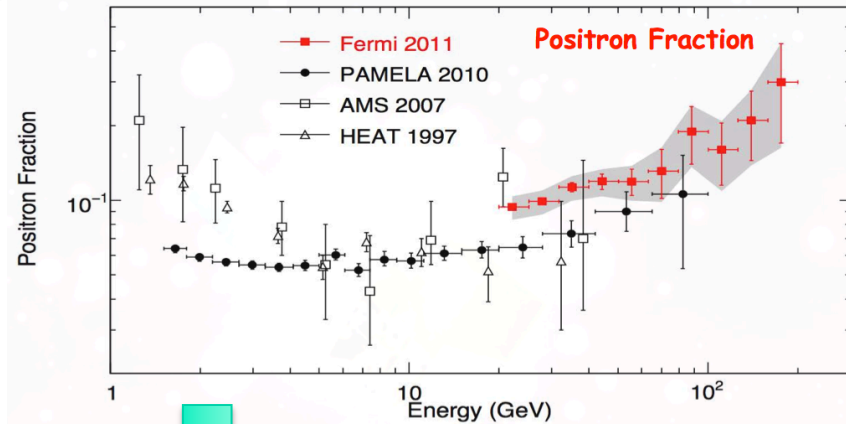 Fermi 2011
Positron Fraction
PAMELA 2010
AMS 2007
HEAT 1997
Positron Fraction
10⁻¹
1
10
10²
Energy (GeV)